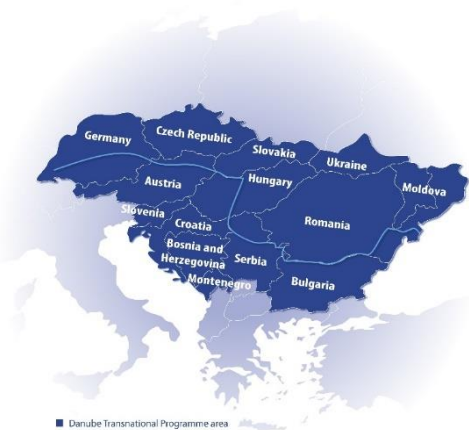 Germany
Czech Republic
Slovakia
Ukraine
Austria
Hungary
Moldova
Slovenia
Croatia
Romania
Bosnia and
Herzegovina
Serbia
Montenegro
Bulgaria
Danube Transnational Programme area